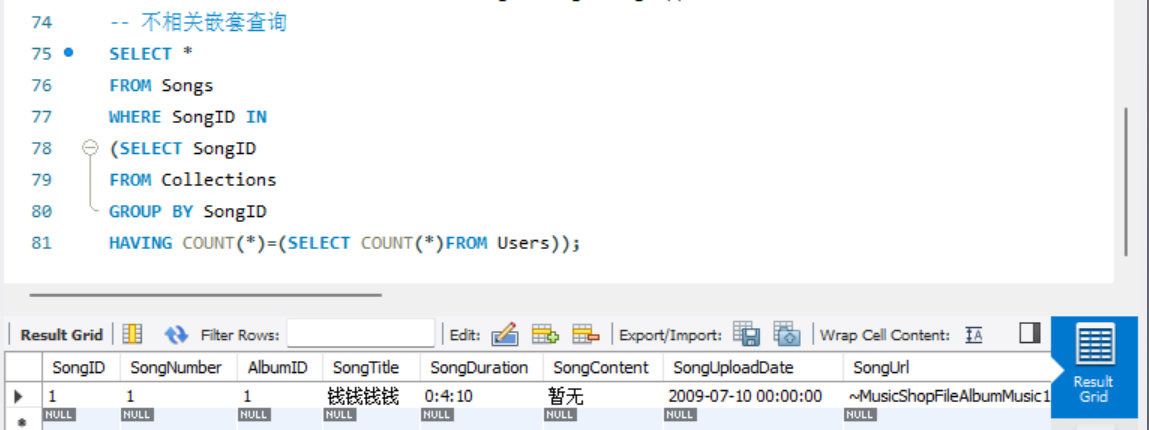 74 -- 不相关嵌套查询
75 SELECT *
76 FROM Songs
77 WHERE SongID IN
78 (SELECT SongID
79 FROM Collections
80 GROUP BY SongID
81 HAVING COUNT(*)=(SELECT COUNT(*)FROM Users));
Result Grid Filter Rows: Edit: Export/Import: Wrap Cell Content:
SongID SongNumber AlbumID SongTitle SongDuration SongContent SongUploadDate SongUrl
1 1 1 钱钱钱钱 0:4:10 暂无 2009-07-10 00:00:00 ~MusicShopFileAlbumMusic1
NULL NULL NULL NULL NULL NULL NULL NULL
Result
Grid